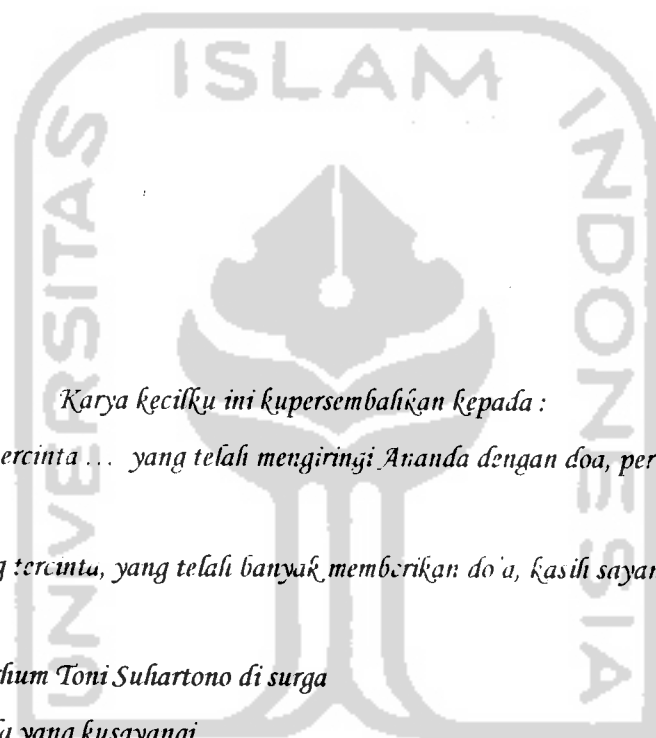 ISLAM
UNIVERSITAS
INDONESIA
Karya kecilku ini kupersembahkan kepada :
ercinta ... yang telah mengiringi Ananda dengan doa, per
g tercinta, yang telah banyak memberikan do'a, kasih sayan
hum Toni Suhartono di surga
a yang kusayangi